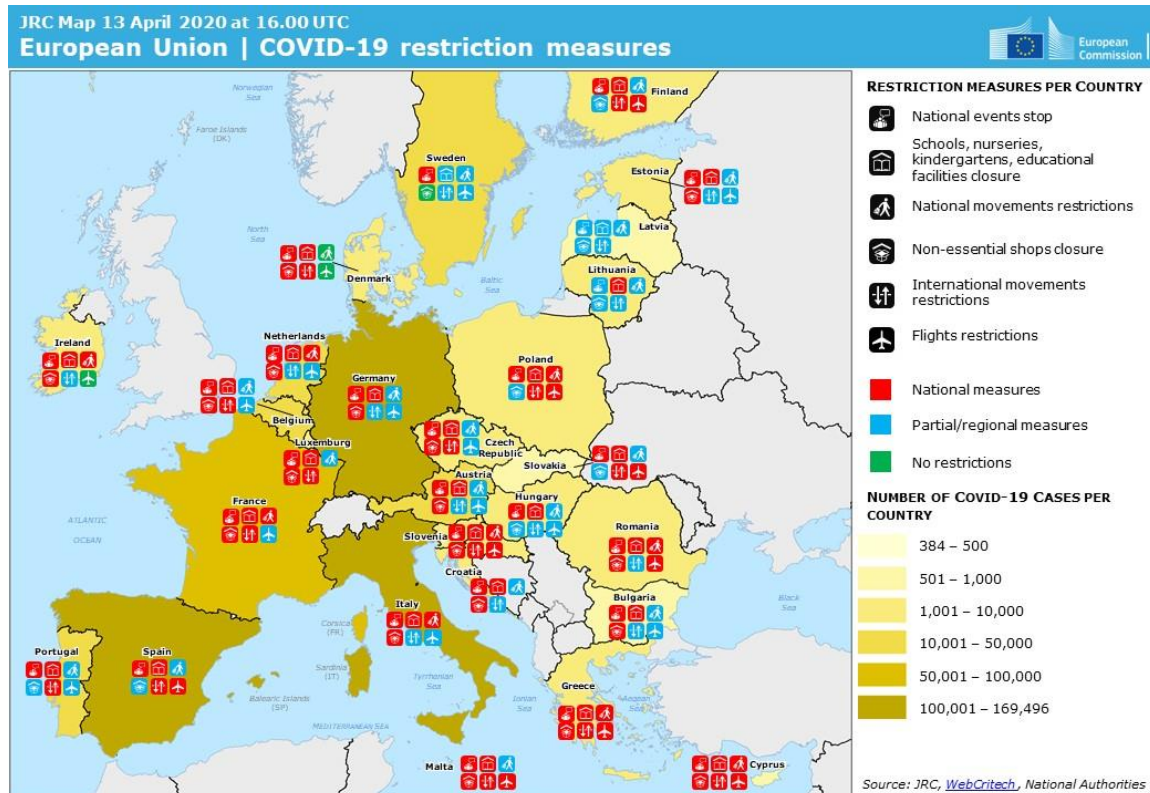 JRC Map 13 April 2020 at 16.00 UTC
European Union | COVID-19 restriction measures
European
Commission
Norwegian
Sea
Faroe Islands
(DK)
Finland
Sweden
Estonia
North
Sea
Latvia
Denmark
Baltic
Sea
Lithuania
Ireland
Netherlands
Poland
Germany
Belgium
Luxemburg
Czech
Republic
Slovakia
Austria
Hungary
France
ATLANTIC
OCEAN
Romania
Slovenia
Croatia
Black
Sea
Bulgaria
Italy
Corsica
(FR)
Portugal
Spain
Sardinia
(IT)
Tyrrhenian
Sea
Balearic Islands
Greece
Ionian
Sea
Aegean
Sea
MEDITERRANEAN SEA
Malta
Cyprus
RESTRICTION MEASURES PER COUNTRY
National events stop
Schools, nurseries,
kindergartens, educational
facilities closure
National movements restrictions
Non-essential shops closure
International movements
restrictions
Flights restrictions
National measures
Partial/regional measures
No restrictions
NUMBER OF COVID-19 CASES PER
COUNTRY
384 – 500
501 – 1,000
1,001 – 10,000
10,001 – 50,000
50,001 – 100,000
100,001 – 169,496
Source: JRC, WebCritech, National Authorities